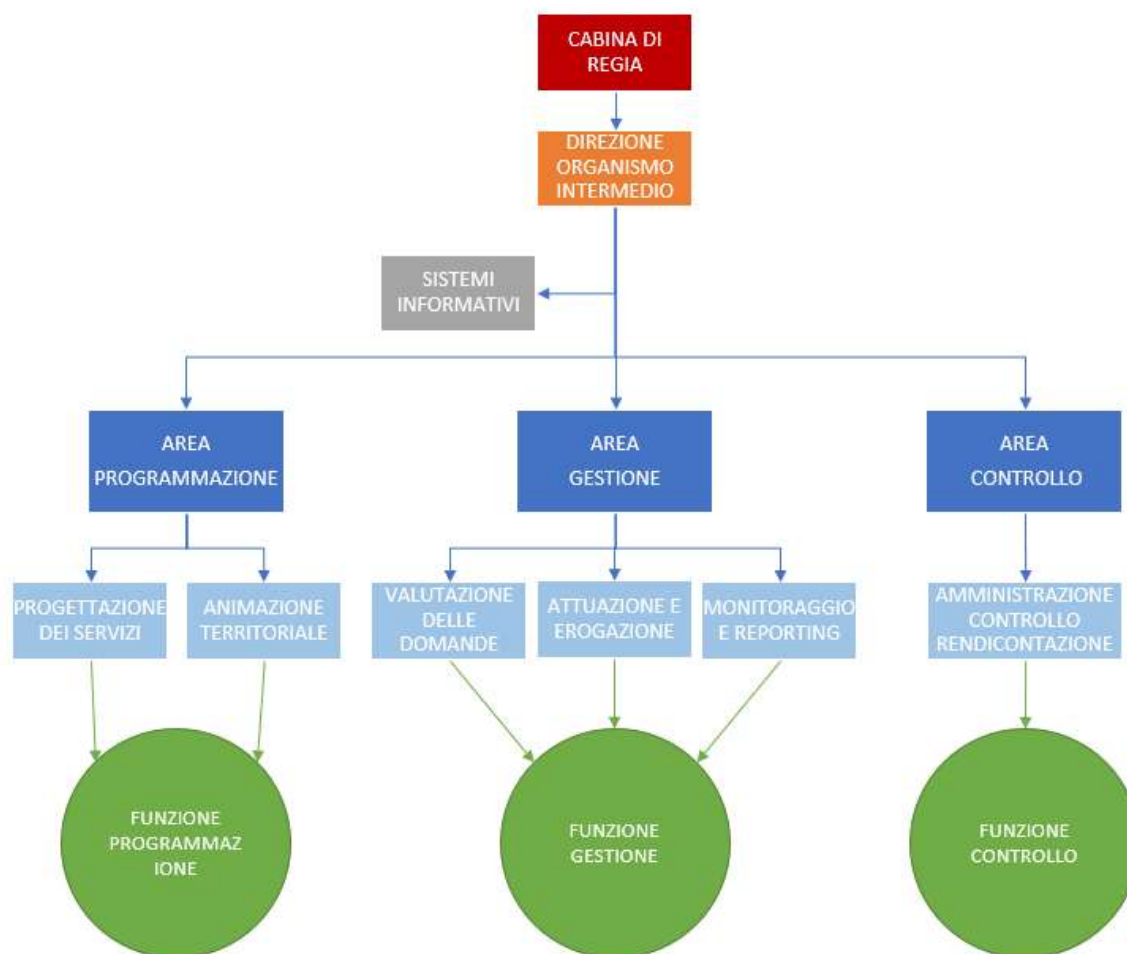 CABINA DI
REGIA
DIREZIONE
ORGANISMO
INTERMEDIO
SISTEMI
INFORMATIVI
AREA
PROGRAMMAZIONE
AREA
GESTIONE
AREA
CONTROLLO
PROGETTAZIONE
DEI SERVIZI
ANIMAZIONE
TERRITORIALE
VALUTAZIONE
DELLE
DOMANDE
ATTUAZIONE E
EROGAZIONE
MONITORAGGIO
E REPORTING
AMMINISTRAZIONE
CONTROLLO
RENDICONTAZIONE
FUNZIONE
PROGRAMMAZ
IONE
FUNZIONE
GESTIONE
FUNZIONE
CONTROLLO